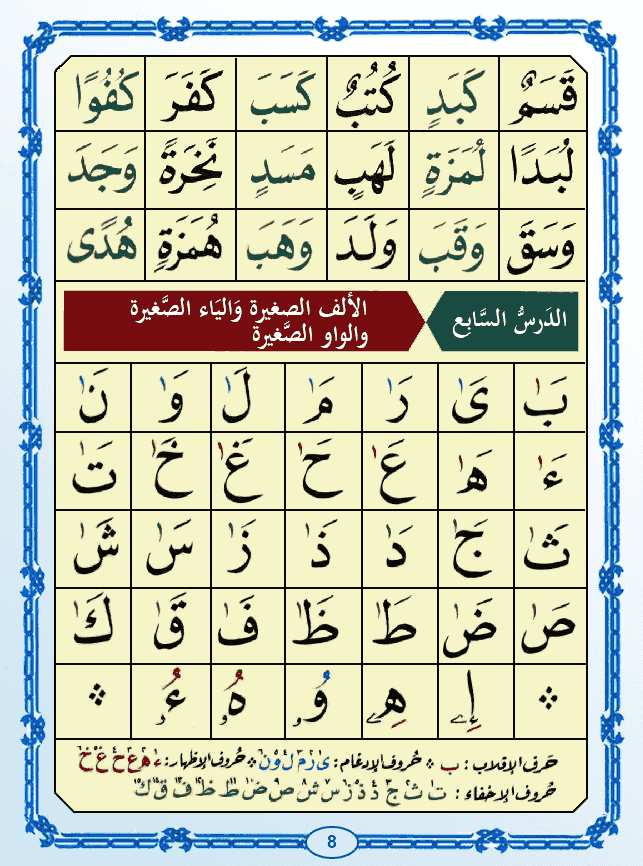 قَسَمٌ كَبَدٍ كُتُبٌ كَسَبَ كَفَرَ كُفُوًا
لُبَدًا لُمَزَةٍ لَهَبٍ مَسَدٍ نَخِرَةً وَجَدَ
وَسَقَ وَقَبَ وَلَدَ وَهَبَ هُمَزَةٍ هُدًى
الدَرسُ السَّابِع
الألف الصغيرة وَاليَاء الصَّغيرة
والواو الصَّغيرة
بَٰ یَٰ رَٰ مَٰ لَٰ وَٰ نَٰ
ءَٰ هَٰ عَٰ حَٰ غَٰ خَٰ تَٰ
ثَٰ جَٰ دَٰ ذَٰ زَٰ سَٰ شَٰ
صَٰ ضَٰ طَٰ ظَٰ فَٰ قَٰ كَٰ
إِۦ هِۦ وُۥ هُۥ ءُۥ
حَرف الإقلاب: ب * حُروف الإدغام: ى ر م ل و ن * حُروف الإظهار: ء ه ع ح غ خ
حُروف الإخفاء: ت ث ج د ذ ز س ش ص ض ط ظ ف ق ك
8